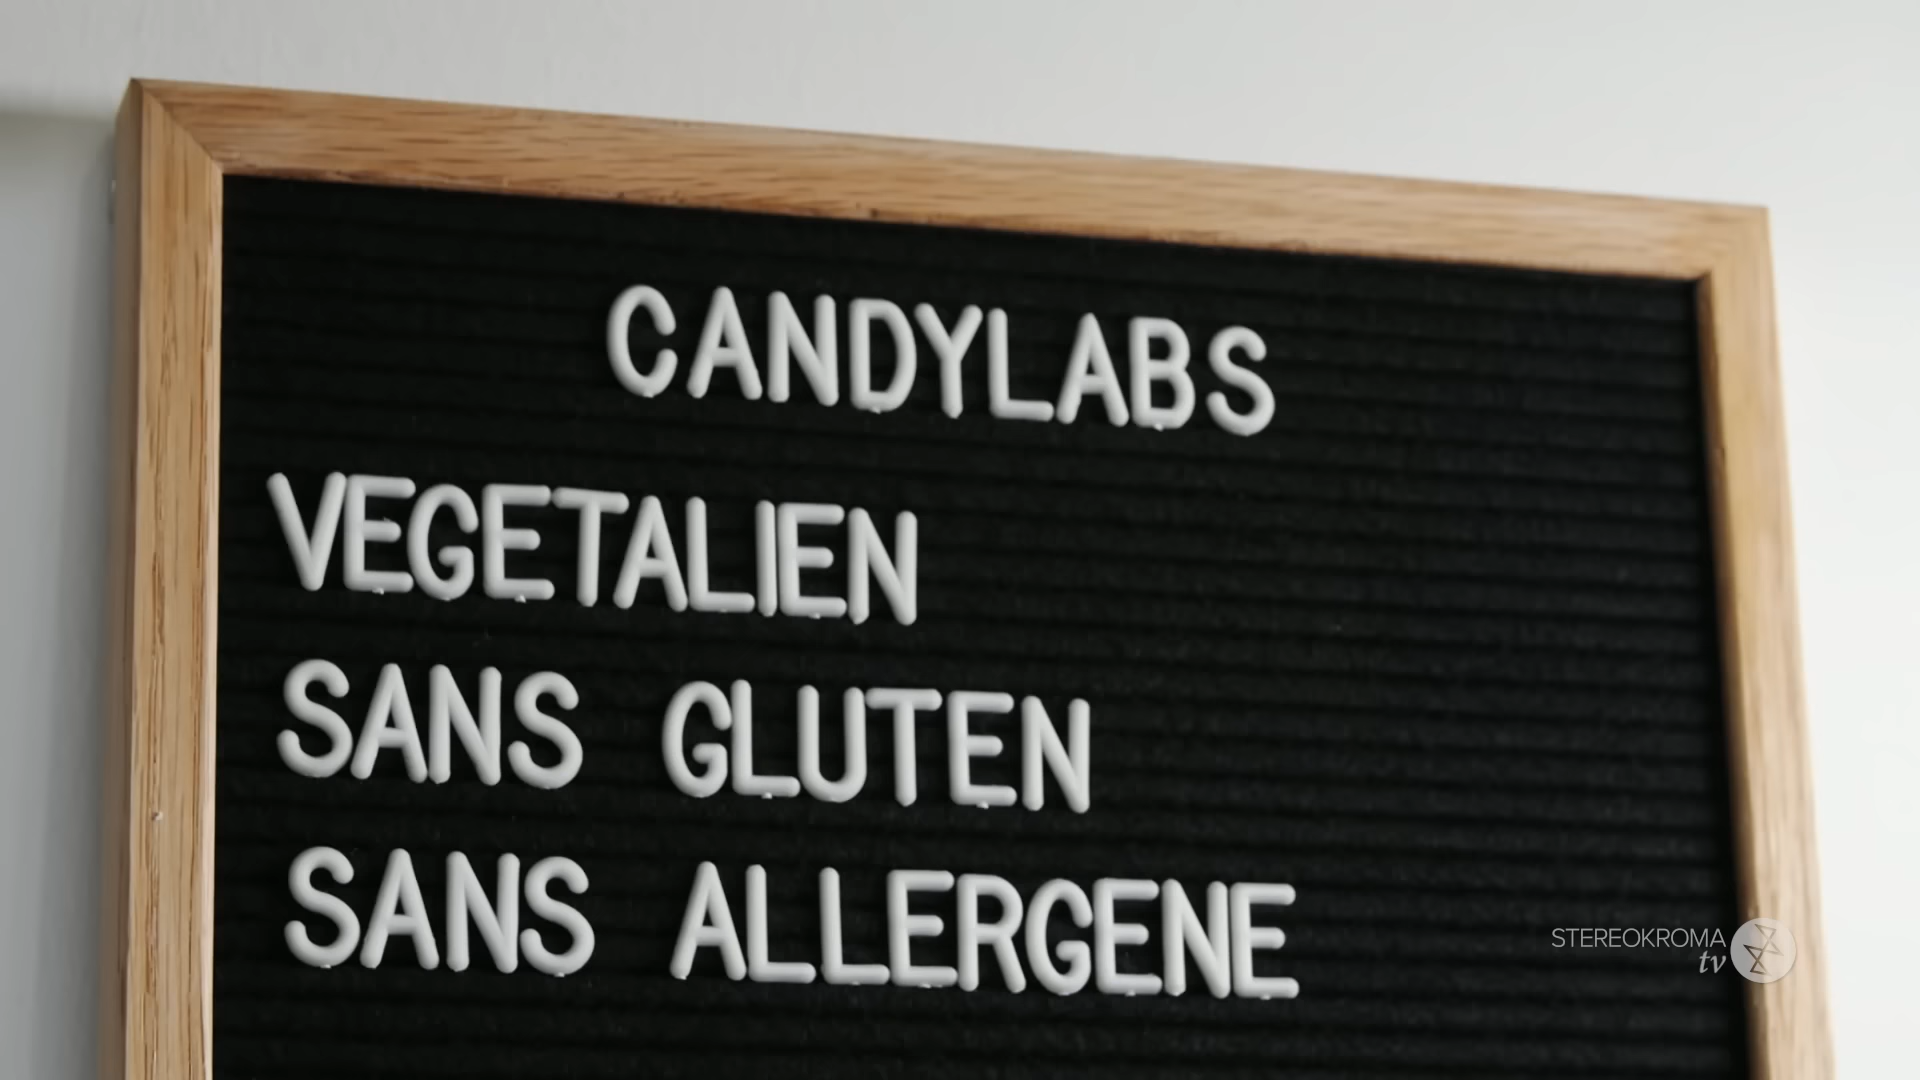 CANDYLABS
VEGETALIEN
SANS GLUTEN
SANS ALLERGENE
STEREOKROMA
tv